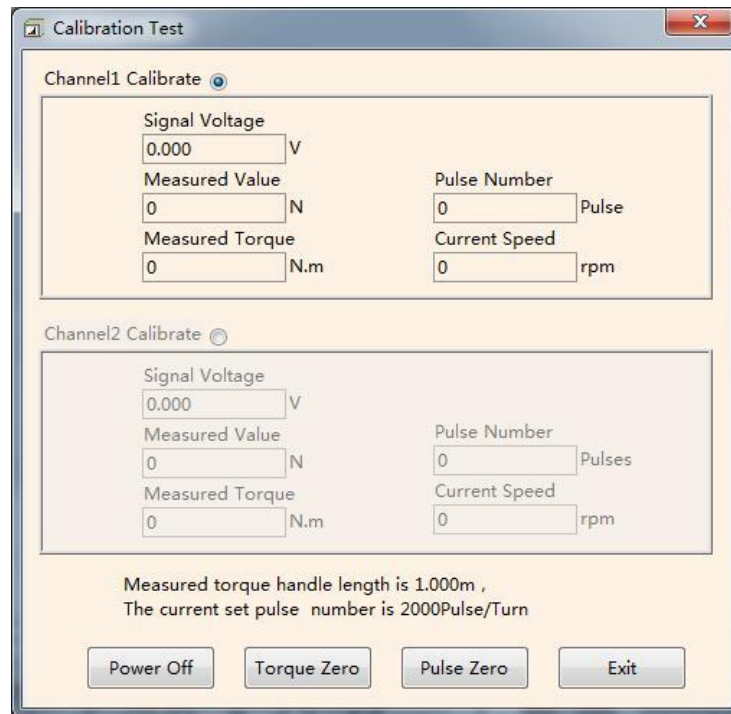 Calibration Test
Channel1 Calibrate
Signal Voltage
0.000 V
Measured Value Pulse Number
0 N 0 Pulse
Measured Torque Current Speed
0 N.m 0 rpm
Channel2 Calibrate
Signal Voltage
0.000 V
Measured Value Pulse Number
0 N 0 Pulses
Measured Torque Current Speed
0 N.m 0 rpm
Measured torque handle length is 1.000m ,
The current set pulse number is 2000Pulse/Turn
Power Off Torque Zero Pulse Zero Exit